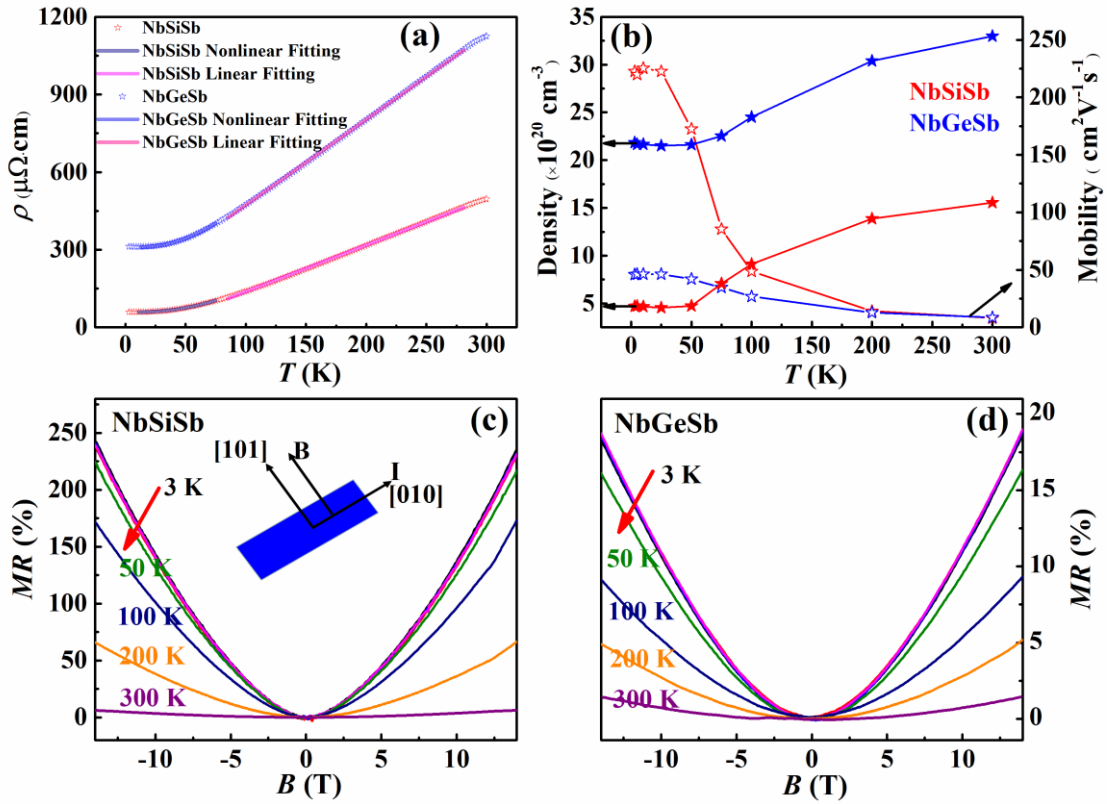 (a)
NbSiSb
NbSiSb Nonlinear Fitting
NbSiSb Linear Fitting
NbGeSb
NbGeSb Nonlinear Fitting
NbGeSb Linear Fitting
1200
900
600
300
0
ρ (μΩ·cm)
0 50 100 150 200 250 300
T (K)
(b)
NbSiSb
NbGeSb
35
30
25
20
15
10
5
Density (×10²⁰ cm⁻³
250
200
150
100
50
0
Mobility ( cm²V⁻¹s⁻¹)
0 50 100 150 200 250 300
T (K)
NbSiSb
(c)
[101]
B
I
[010]
3 K
50 K
100 K
200 K
300 K
250
225
200
175
150
125
100
75
50
25
0
MR (%)
-10 -5 0 5 10
B (T)
NbGeSb
(d)
3 K
50 K
100 K
200 K
300 K
20
15
10
5
0
MR (%)
-10 -5 0 5 10
B (T)